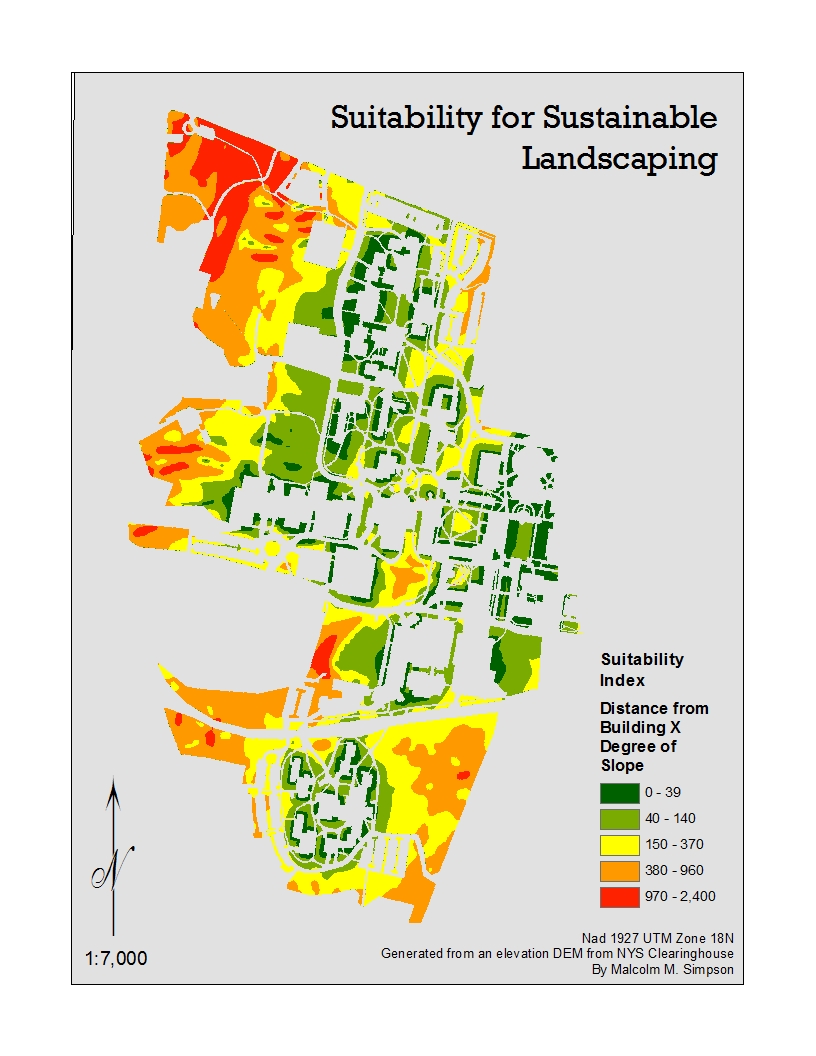 Suitability for Sustainable
Landscaping
Suitability
Index
Distance from
Building X
Degree of
Slope
0 - 39
40 - 140
150 - 370
380 - 960
970 - 2,400
N
1:7,000
Nad 1927 UTM Zone 18N
Generated from an elevation DEM from NYS Clearinghouse
By Malcolm M. Simpson